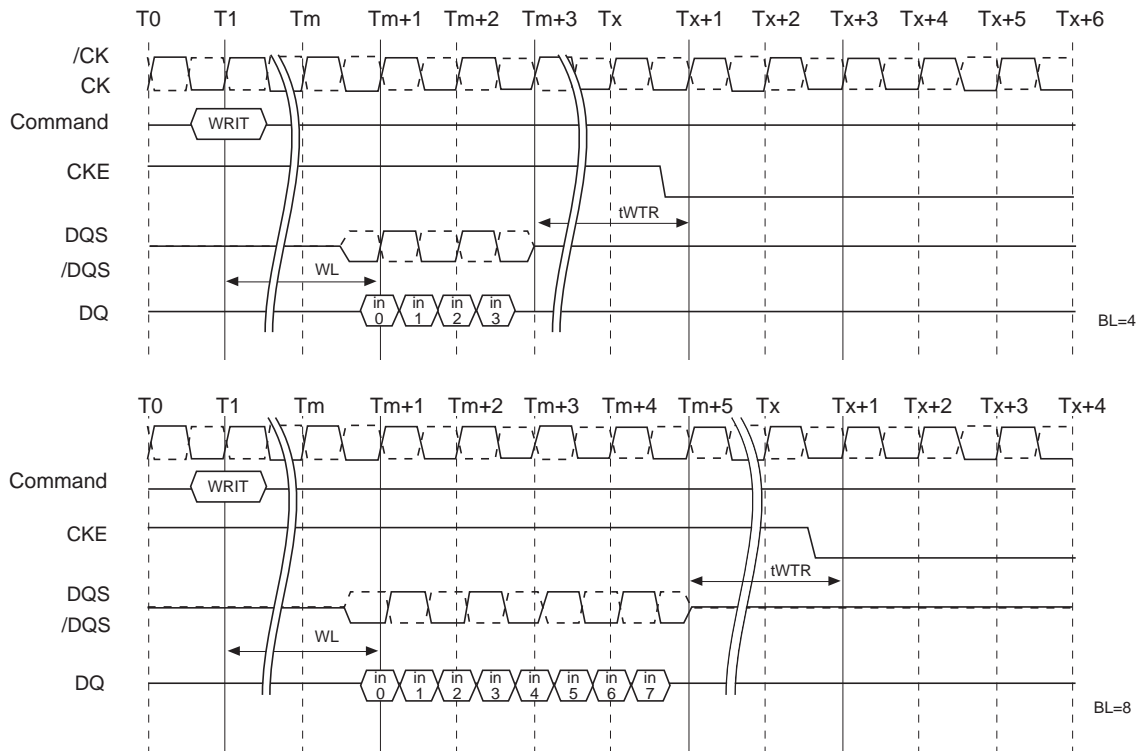 T0 T1 Tm Tm+1 Tm+2 Tm+3 Tx Tx+1 Tx+2 Tx+3 Tx+4 Tx+5 Tx+6
/CK
CK
Command WRIT
CKE
tWTR
DQS
/DQS
WL
DQ in 0 in 1 in 2 in 3
BL=4
T0 T1 Tm Tm+1 Tm+2 Tm+3 Tm+4 Tm+5 Tx Tx+1 Tx+2 Tx+3 Tx+4
Command WRIT
CKE
tWTR
DQS
/DQS
WL
DQ in 0 in 1 in 2 in 3 in 4 in 5 in 6 in 7
BL=8